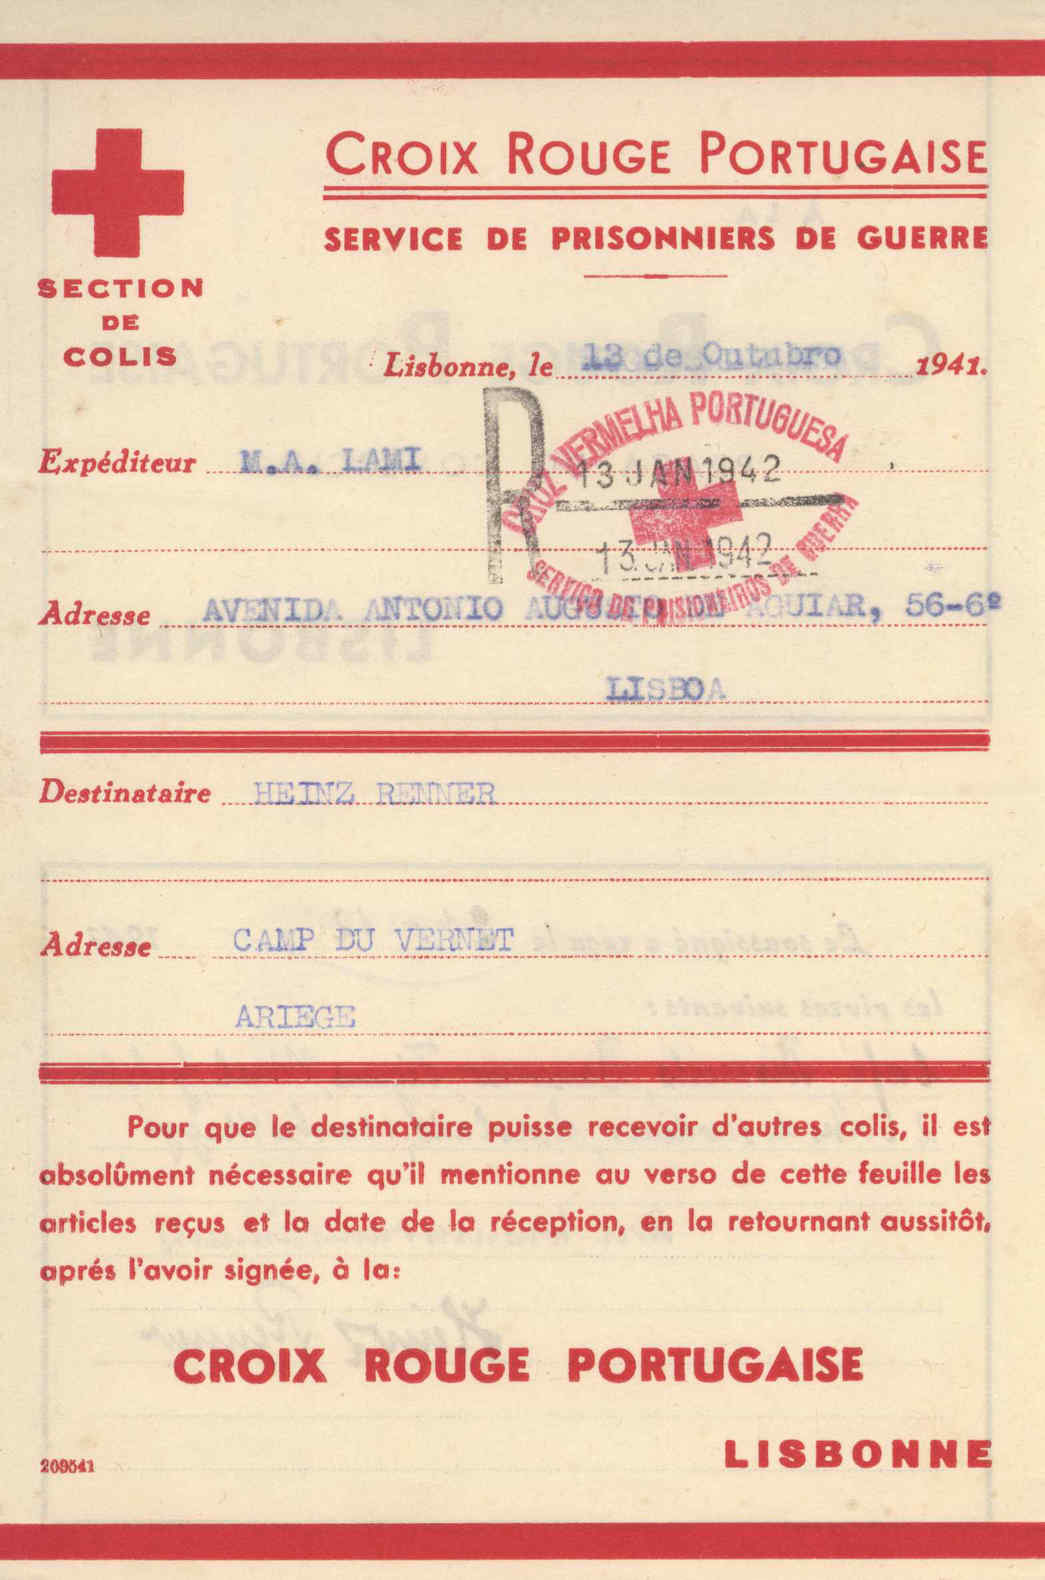 CROIX ROUGE PORTUGAISE
SERVICE DE PRISONNIERS DE GUERRE
SECTION
DE
COLIS
Lisbonne, le 13 de Outubro 1941.
Expéditeur M.A. LAMI
R
CRUZ VERMELHA PORTUGUESA
13 JAN 1942
13 JAN 1942
SERVIÇO DE PRISIONEIROS DE GUERRA
Adresse AVENIDA ANTONIO AUGUSTO DE AGUIAR, 56-6º
LISBOA
Destinataire HEINZ RENNER
Adresse CAMP DU VERNET
ARIEGE
Pour que le destinataire puisse recevoir d'autres colis, il est
absolûment nécessaire qu'il mentionne au verso de cette feuille les
articles reçus et la date de la réception, en la retournant aussitôt,
aprés l'avoir signée, à la:
CROIX ROUGE PORTUGAISE
LISBONNE
209541